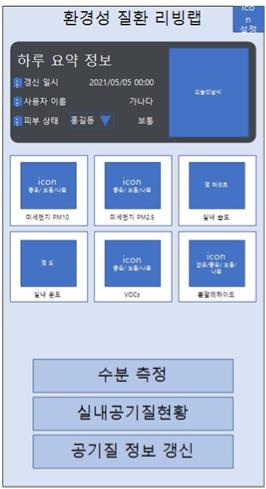 환경성 질환 리빙랩
icon
설정
하루 요약 정보
갱신 일시 2021/05/05 00:00
사용자 이름 가나다
피부 상태 홍길동 보통
오늘의날씨
icon
좋음/ 보통/나쁨
미세먼지 PM10
icon
좋음/ 보통/나쁨
미세먼지 PM2.5
몇 퍼센트
실내 습도
몇 도
실내 온도
icon
좋음/ 보통/나쁨
VOCs
icon
좋음/ 보통/
나쁨
폼알데하이드
수분 측정
실내공기질현황
공기질 정보 갱신